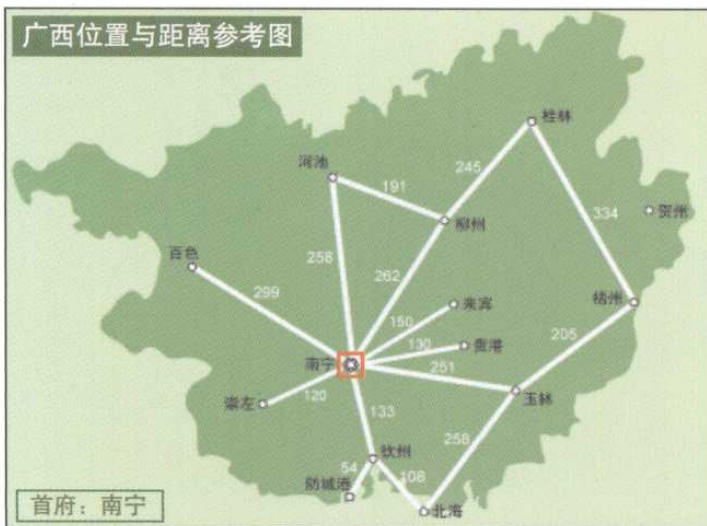 广西位置与距离参考图
桂林
河池
245
191
贺州
柳州
334
百色
258
262
299
来宾
梧州
150
贵港
205
130
南宁
251
玉林
崇左
120
133
258
钦州
54
108
防城港
北海
首府：南宁